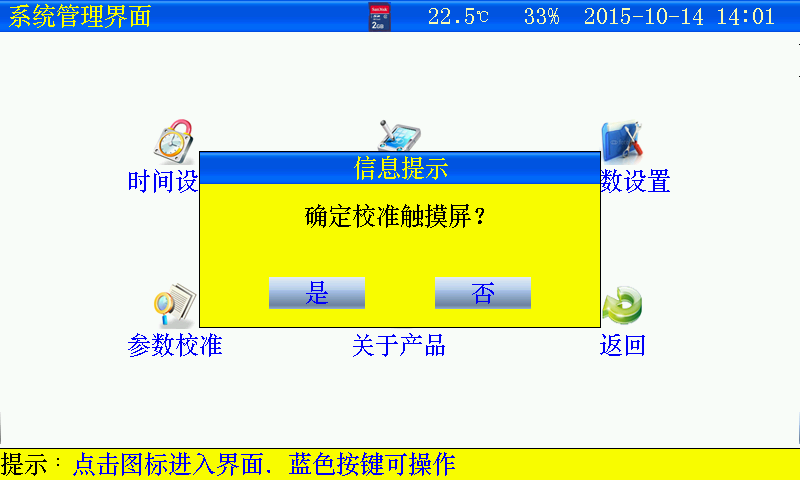 系统管理界面
SanDisk
2GB
22.5℃ 33% 2015-10-14 14:01
时间设
数设置
信息提示
确定校准触摸屏？
是 否
参数校准 关于产品 返回
提示：点击图标进入界面，蓝色按键可操作